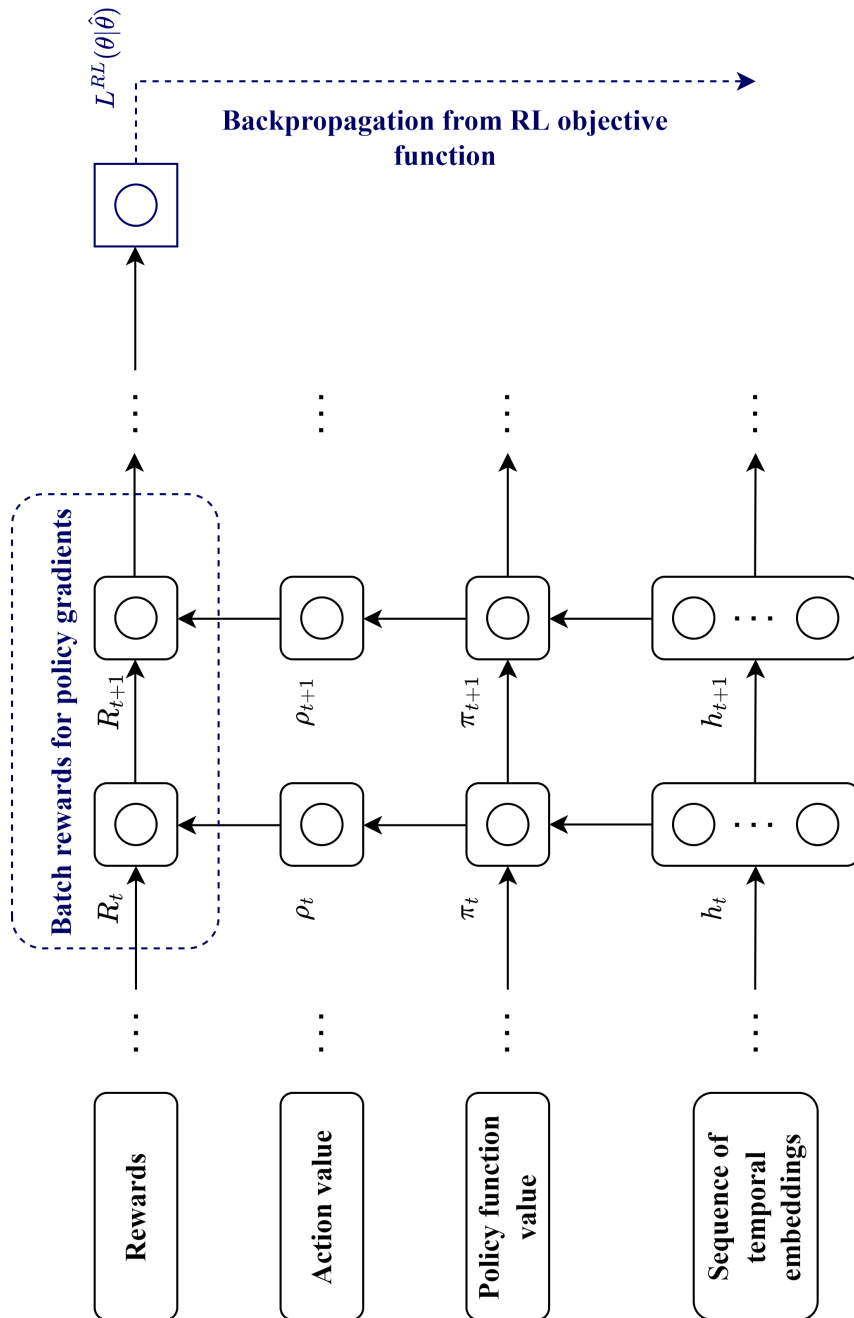 L^{RL}(θ|θ̂)
Backpropagation from RL objective
function
Batch rewards for policy gradients
Rewards
...
R_t
R_{t+1}
...
Action value
...
ρ_t
ρ_{t+1}
...
Policy function
value
...
π_t
π_{t+1}
...
Sequence of
temporal
embeddings
...
h_t
...
h_{t+1}
...
...